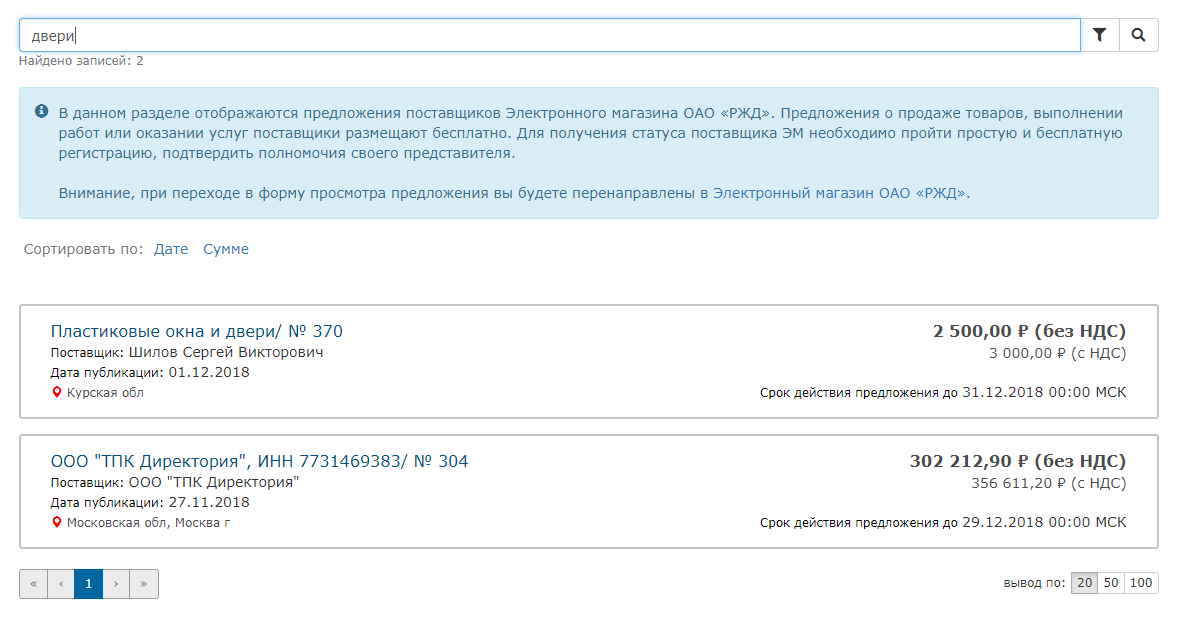 двери
Найдено записей: 2
В данном разделе отображаются предложения поставщиков Электронного магазина ОАО «РЖД». Предложения о продаже товаров, выполнении
работ или оказании услуг поставщики размещают бесплатно. Для получения статуса поставщика ЭМ необходимо пройти простую и бесплатную
регистрацию, подтвердить полномочия своего представителя.
Внимание, при переходе в форму просмотра предложения вы будете перенаправлены в Электронный магазин ОАО «РЖД».
Сортировать по: Дате Сумме
Пластиковые окна и двери/ № 370 2 500,00 ₽ (без НДС)
Поставщик: Шилов Сергей Викторович 3 000,00 ₽ (с НДС)
Дата публикации: 01.12.2018
Курская обл Срок действия предложения до 31.12.2018 00:00 МСК
ООО "ТПК Директория", ИНН 7731469383/ № 304 302 212,90 ₽ (без НДС)
Поставщик: ООО "ТПК Директория" 356 611,20 ₽ (с НДС)
Дата публикации: 27.11.2018
Московская обл, Москва г Срок действия предложения до 29.12.2018 00:00 МСК
« ‹ 1 › » вывод по: 20 50 100